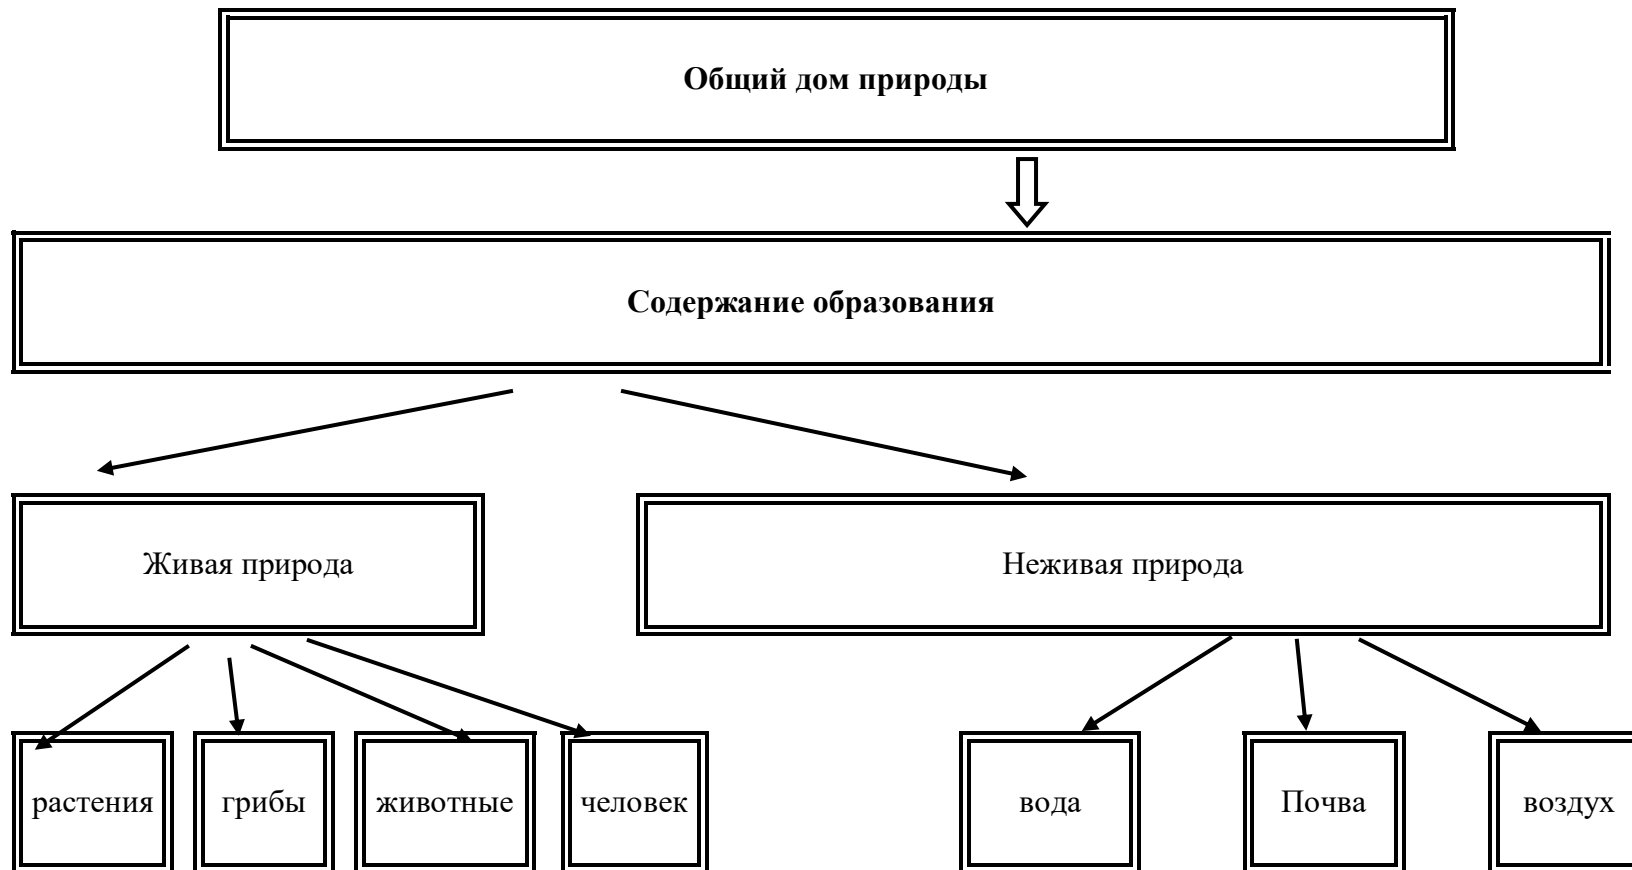 Общий дом природы
Содержание образования
Живая природа
Неживая природа
растения
грибы
животные
человек
вода
Почва
воздух